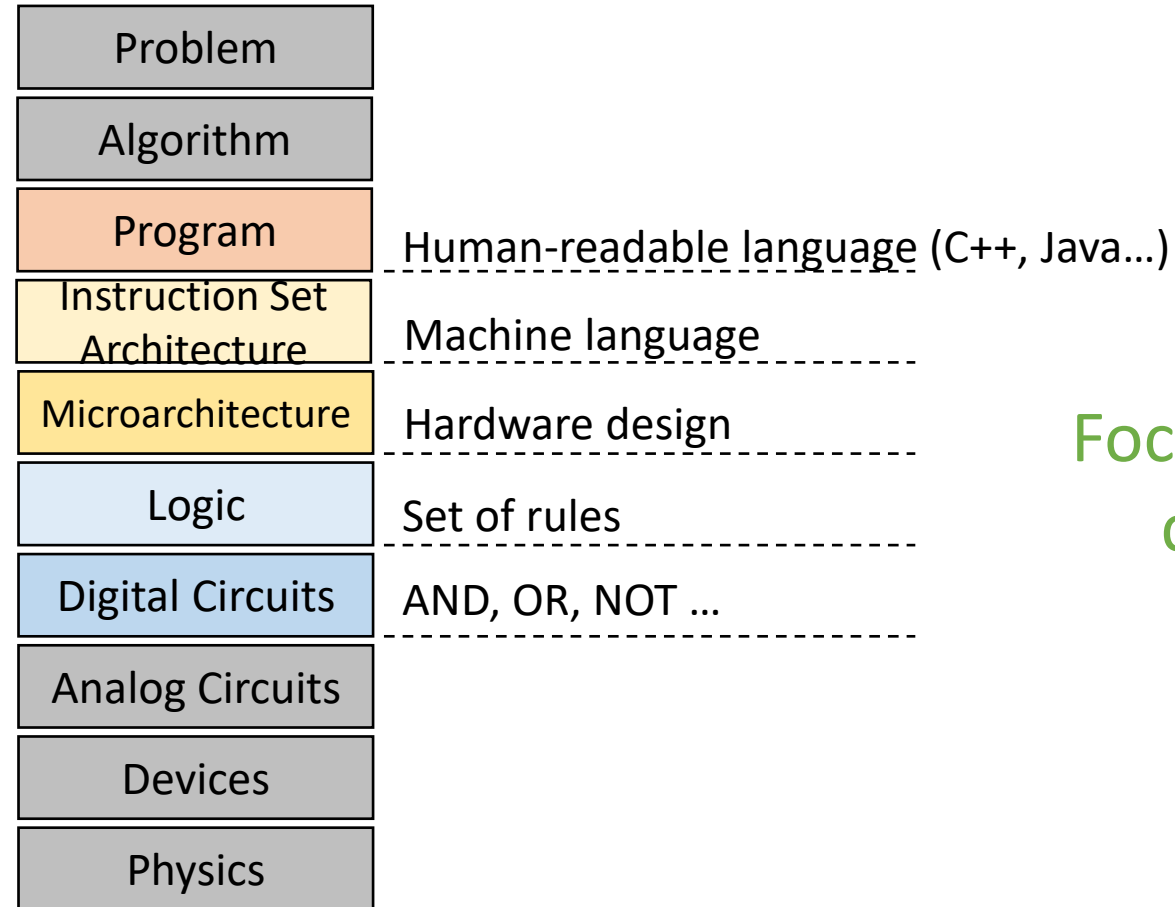 Problem
Algorithm
Program
Human-readable language (C++, Java…)
Instruction Set
Architecture
Machine language
Microarchitecture
Hardware design
Logic
Set of rules
Digital Circuits
AND, OR, NOT …
Analog Circuits
Devices
Physics